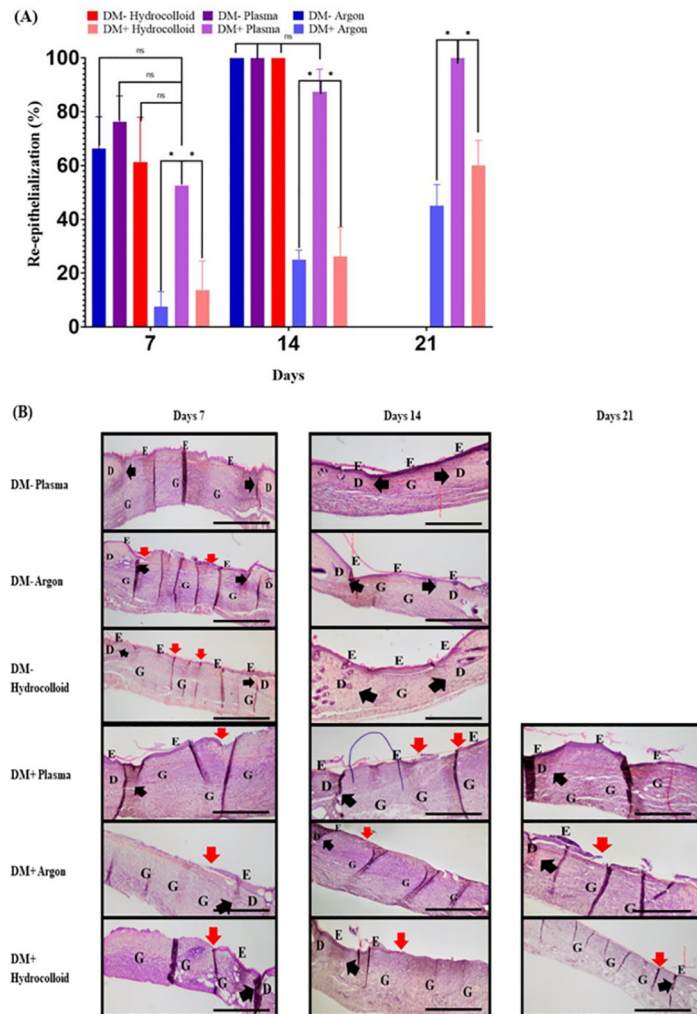 (A)
DM- Hydrocolloid DM- Plasma DM- Argon
DM+ Hydrocolloid DM+ Plasma DM+ Argon
Re-epithelialization (%)
100
80
60
40
20
0
ns
ns
ns
* *
ns
* *
* *
7 14 21
Days
(B)
Days 7 Days 14 Days 21
DM- Plasma
E E E D G G G D
E E E D G D
DM- Argon
E E D G G G D
E E E D G G D
DM-
Hydrocolloid
E E E D G G G D
E E E D G D
DM+ Plasma
E E D G G
E E D G G
E E D G G G
DM+ Argon
G G G E D
D E G G G
E D G G
DM+
Hydrocolloid
G G E D
D E G G G
G G G G E